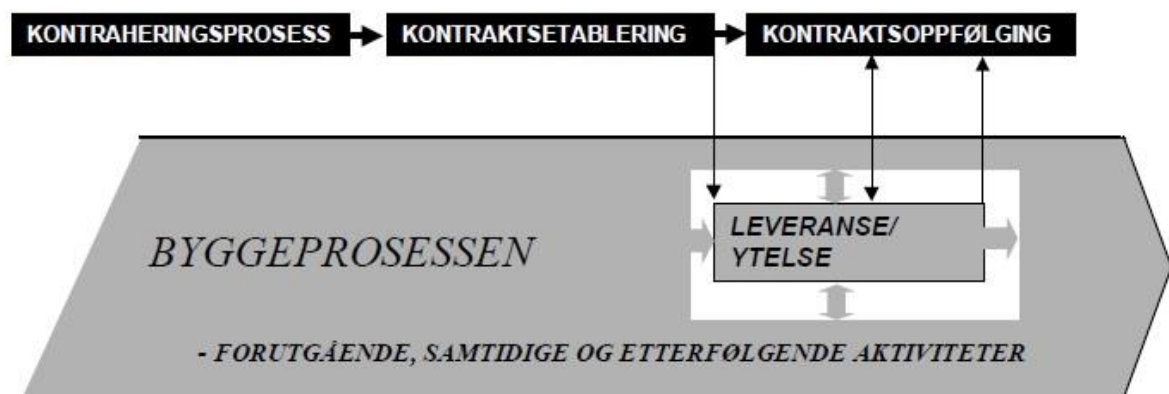 KONTRAHERINGSPROSESS
KONTRAKTSETABLERING
KONTRAKTSOPPFØLGING
LEVERANSE/
YTELSE
BYGGEPROSESSEN
- FORUTGÅENDE, SAMTIDIGE OG ETTERFØLGENDE AKTIVITETER